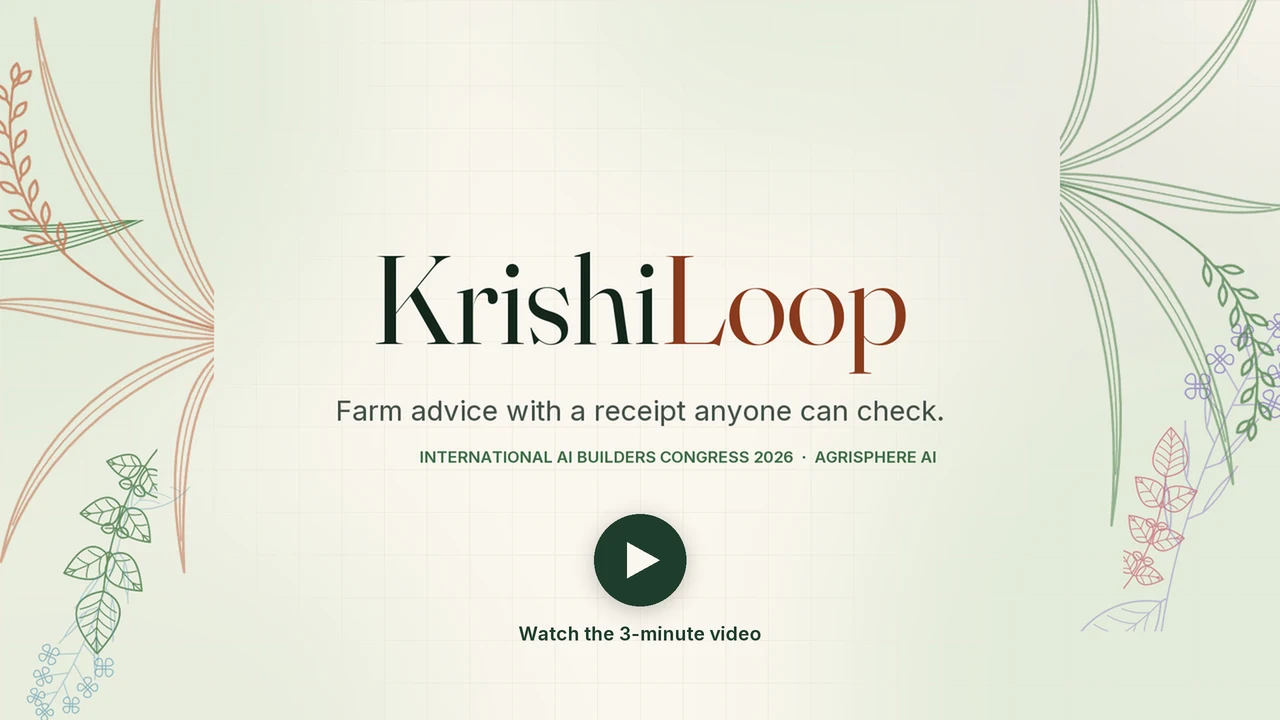 KrishiLoop
Farm advice with a receipt anyone can check.
INTERNATIONAL AI BUILDERS CONGRESS 2026 · AGRISPHERE AI
Watch the 3-minute video